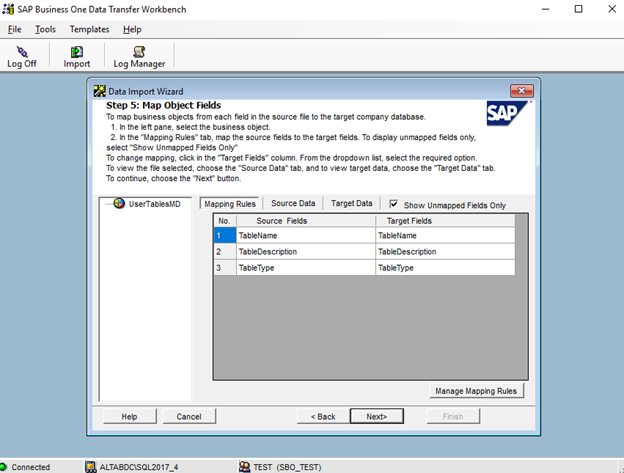 SAP Business One Data Transfer Workbench
File Tools Templates Help
Log Off Import Log Manager
Data Import Wizard
Step 5: Map Object Fields
SAP
To map business objects from each field in the source file to the target company database.
1. In the left pane, select the business object.
2. In the "Mapping Rules" tab, map the source fields to the target fields. To display unmapped fields only,
select "Show Unmapped Fields Only"
To change mapping, click in the "Target Fields" column. From the dropdown list, select the required option.
To view the file selected, choose the "Source Data" tab, and to view target data, choose the "Target Data" tab.
To continue, choose the "Next" button.
UserTablesMD
Mapping Rules Source Data Target Data Show Unmapped Fields Only
No. Source Fields Target Fields
1 TableName TableName
2 TableDescription TableDescription
3 TableType TableType
Manage Mapping Rules
Help Cancel < Back Next> Finish
Connected ALTABDC\SQL2017_4 TEST (SBO_TEST)